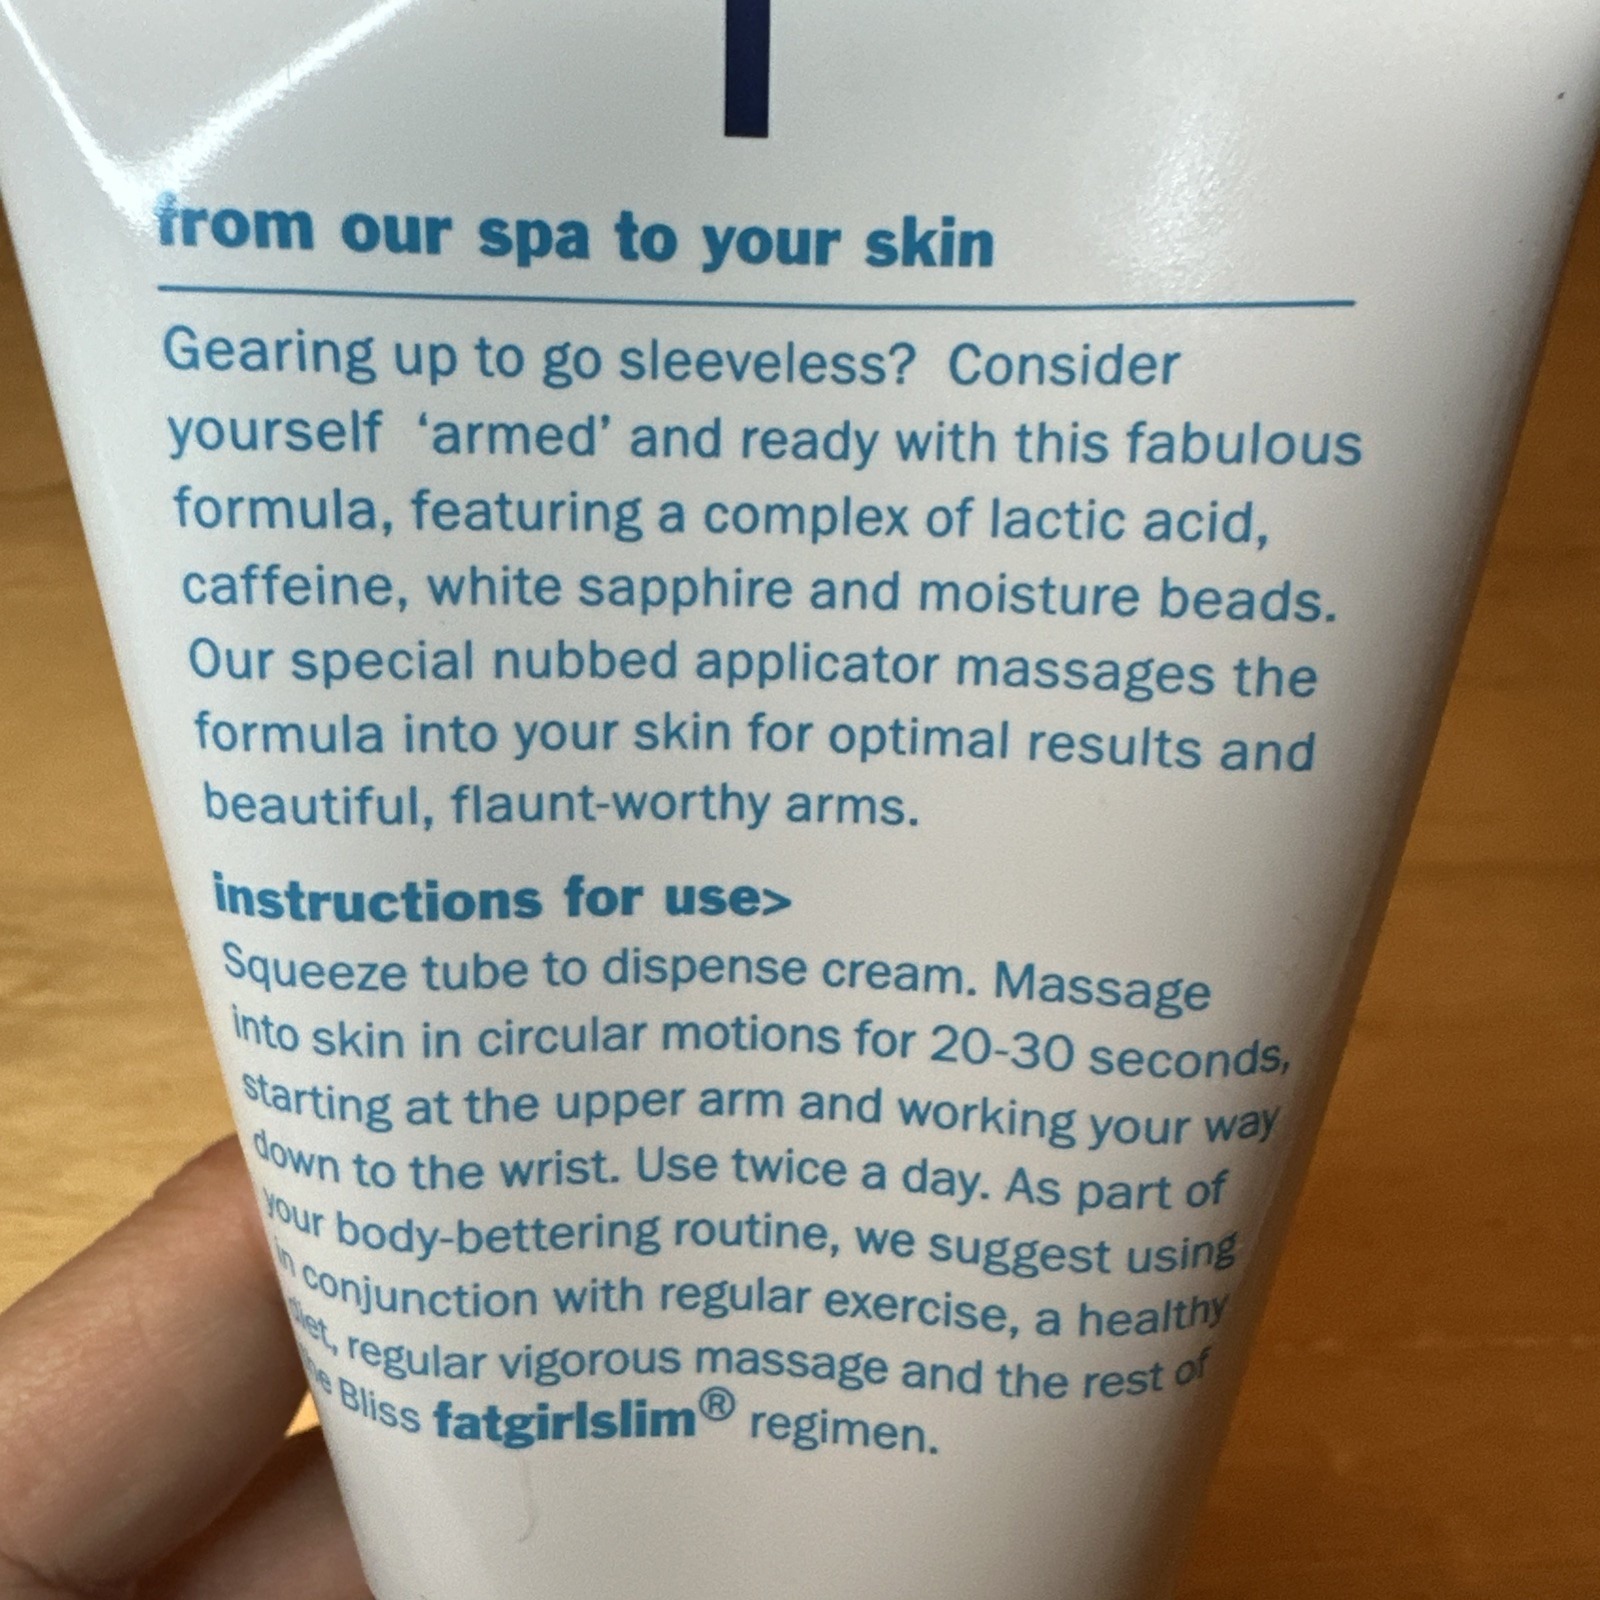 from our spa to your skin
Gearing up to go sleeveless?  Consider
yourself  ‘armed’ and ready with this fabulous
formula, featuring a complex of lactic acid,
caffeine, white sapphire and moisture beads.
Our special nubbed applicator massages the
formula into your skin for optimal results and
beautiful, flaunt-worthy arms.
instructions for use>
Squeeze tube to dispense cream. Massage
into skin in circular motions for 20-30 seconds,
starting at the upper arm and working your way
down to the wrist. Use twice a day. As part of
your body-bettering routine, we suggest using
in conjunction with regular exercise, a healthy
diet, regular vigorous massage and the rest of
the Bliss fatgirlslim® regimen.